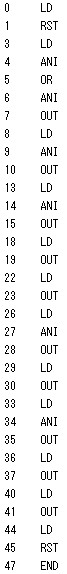 0 LD
1 RST
3 LD
4 ANI
5 OR
6 ANI
7 OUT
8 LD
9 ANI
10 OUT
13 LD
14 ANI
15 OUT
18 LD
19 OUT
22 LD
23 OUT
26 LD
27 ANI
28 OUT
29 LD
30 OUT
33 LD
34 ANI
35 OUT
36 LD
37 OUT
40 LD
41 OUT
44 LD
45 RST
47 END